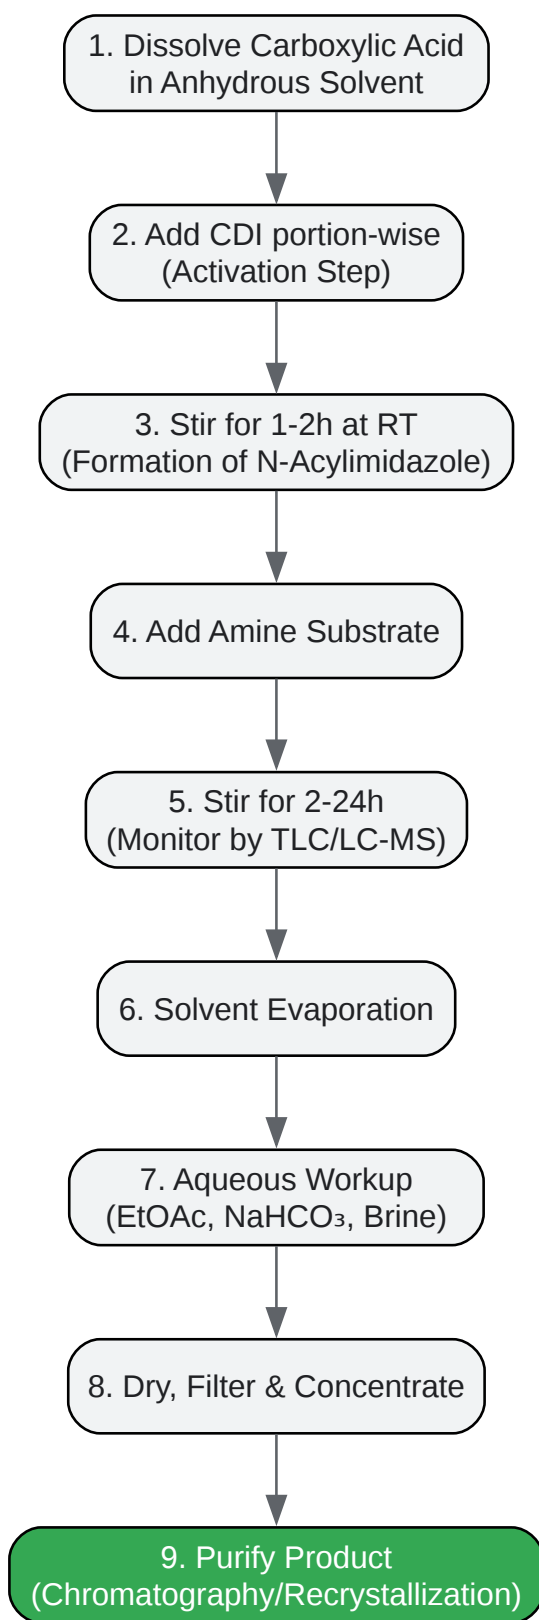 1. Dissolve Carboxylic Acid
in Anhydrous Solvent
2. Add CDI portion-wise
(Activation Step)
3. Stir for 1-2h at RT
(Formation of N-Acylimidazole)
4. Add Amine Substrate
5. Stir for 2-24h
(Monitor by TLC/LC-MS)
6. Solvent Evaporation
7. Aqueous Workup
(EtOAc, NaHCO₃, Brine)
8. Dry, Filter & Concentrate
9. Purify Product
(Chromatography/Recrystallization)